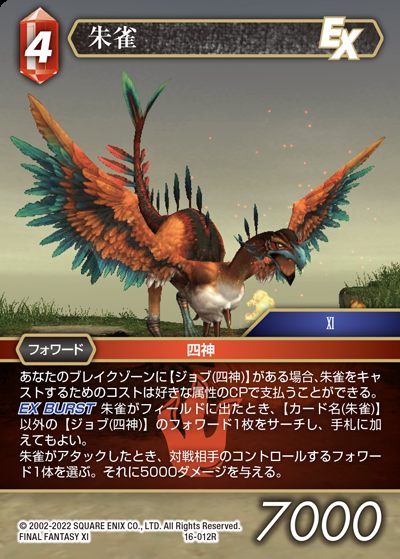 4
朱雀
EX
XI
フォワード
四神
あなたのブレイクゾーンに【ジョブ(四神)】がある場合、朱雀をキャ
ストするためのコストは好きな属性のCPで支払うことができる。
EX BURST 朱雀がフィールドに出たとき、【カード名(朱雀)】
以外の【ジョブ(四神)】のフォワード1枚をサーチし、手札に加
えてもよい。
朱雀がアタックしたとき、対戦相手のコントロールするフォワー
ド1体を選ぶ。それに5000ダメージを与える。
© 2002-2022 SQUARE ENIX CO., LTD. All Rights Reserved.
FINAL FANTASY XI
16-012R
7000